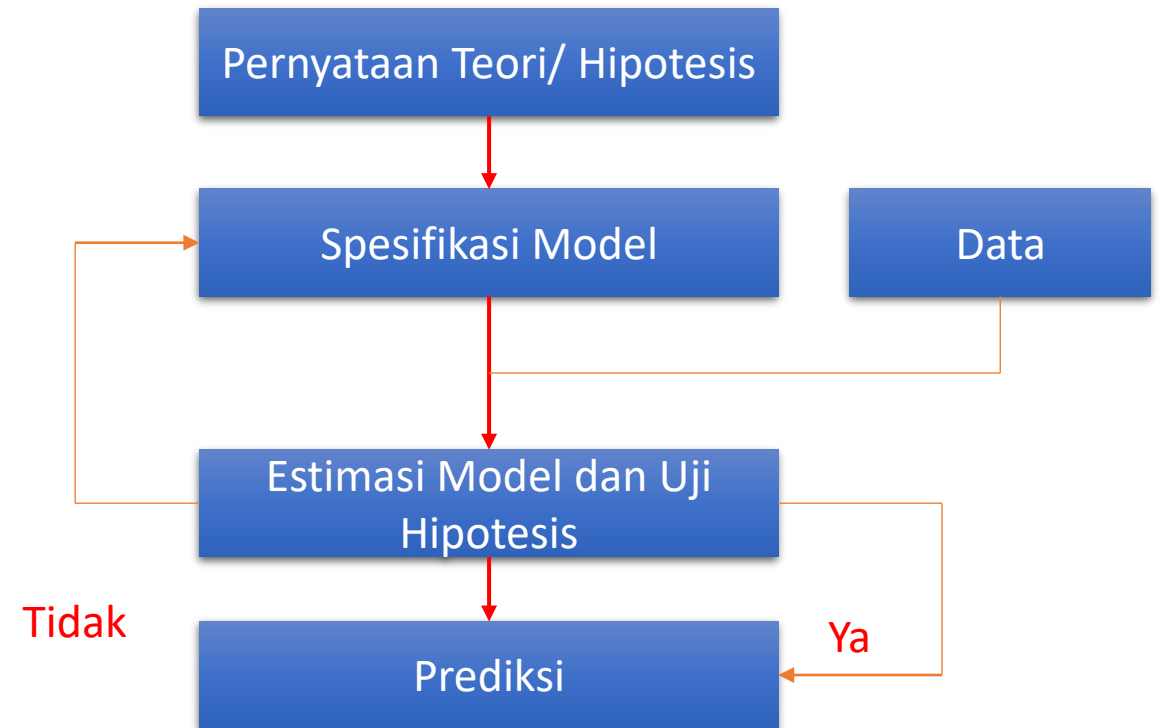 Pernyataan Teori/ Hipotesis
Spesifikasi Model
Data
Estimasi Model dan Uji
Hipotesis
Tidak
Ya
Prediksi